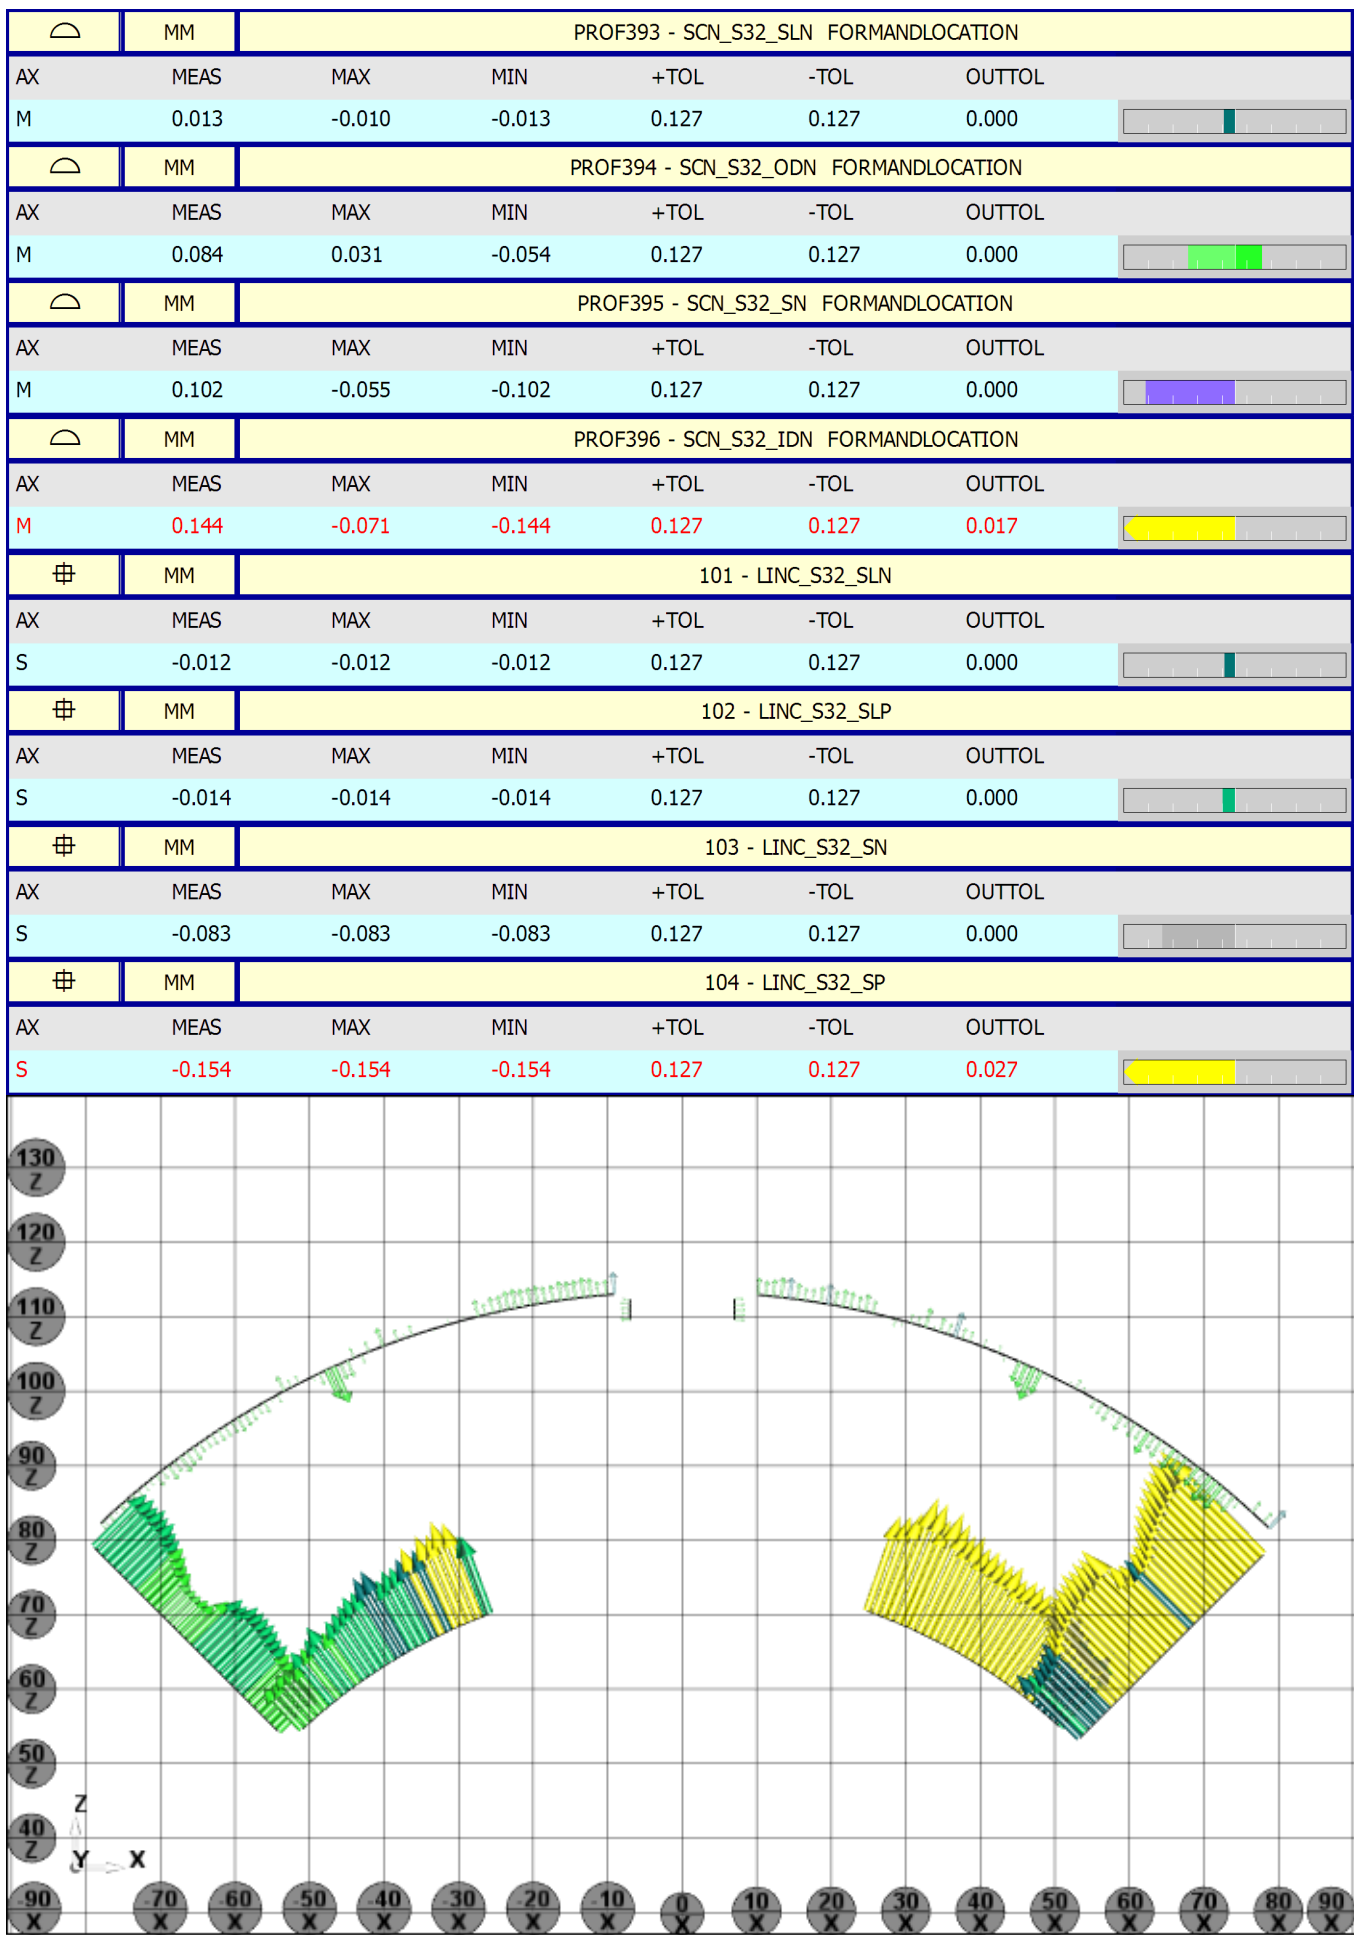 MM PROF393 - SCN_S32_SLN FORMANDLOCATION
AX MEAS MAX MIN +TOL -TOL OUTTOL
M 0.013 -0.010 -0.013 0.127 0.127 0.000
MM PROF394 - SCN_S32_ODN FORMANDLOCATION
AX MEAS MAX MIN +TOL -TOL OUTTOL
M 0.084 0.031 -0.054 0.127 0.127 0.000
MM PROF395 - SCN_S32_SN FORMANDLOCATION
AX MEAS MAX MIN +TOL -TOL OUTTOL
M 0.102 -0.055 -0.102 0.127 0.127 0.000
MM PROF396 - SCN_S32_IDN FORMANDLOCATION
AX MEAS MAX MIN +TOL -TOL OUTTOL
M 0.144 -0.071 -0.144 0.127 0.127 0.017
MM 101 - LINC_S32_SLN
AX MEAS MAX MIN +TOL -TOL OUTTOL
S -0.012 -0.012 -0.012 0.127 0.127 0.000
MM 102 - LINC_S32_SLP
AX MEAS MAX MIN +TOL -TOL OUTTOL
S -0.014 -0.014 -0.014 0.127 0.127 0.000
MM 103 - LINC_S32_SN
AX MEAS MAX MIN +TOL -TOL OUTTOL
S -0.083 -0.083 -0.083 0.127 0.127 0.000
MM 104 - LINC_S32_SP
AX MEAS MAX MIN +TOL -TOL OUTTOL
S -0.154 -0.154 -0.154 0.127 0.127 0.027
130
Z
120
Z
110
Z
100
Z
90
Z
80
Z
70
Z
60
Z
50
Z
Z
40
Z
Y X
-90 -70 -60 -50 -40 -30 -20 -10 0 10 20 30 40 50 60 70 80 90
X X X X X X X X X X X X X X X X X X